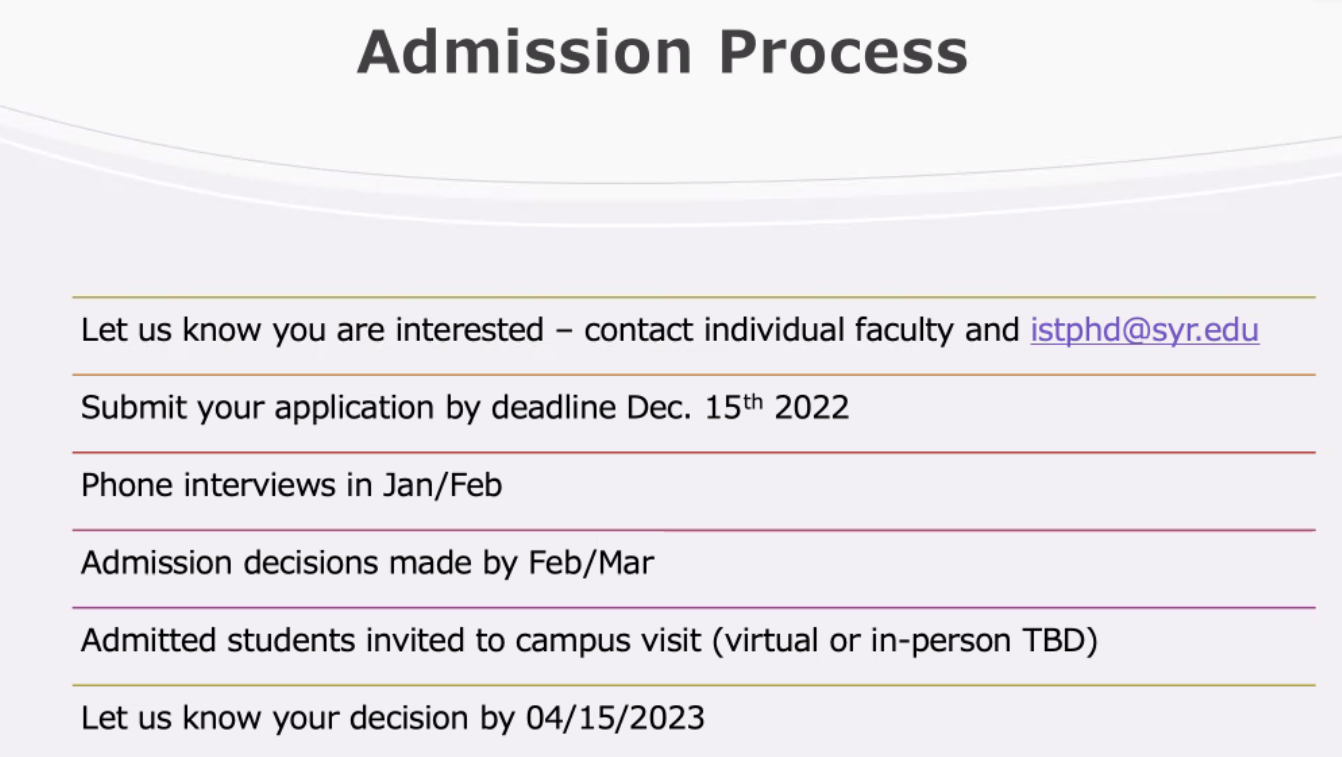 Admission Process
Let us know you are interested – contact individual faculty and istphd@syr.edu
Submit your application by deadline Dec. 15th 2022
Phone interviews in Jan/Feb
Admission decisions made by Feb/Mar
Admitted students invited to campus visit (virtual or in-person TBD)
Let us know your decision by 04/15/2023